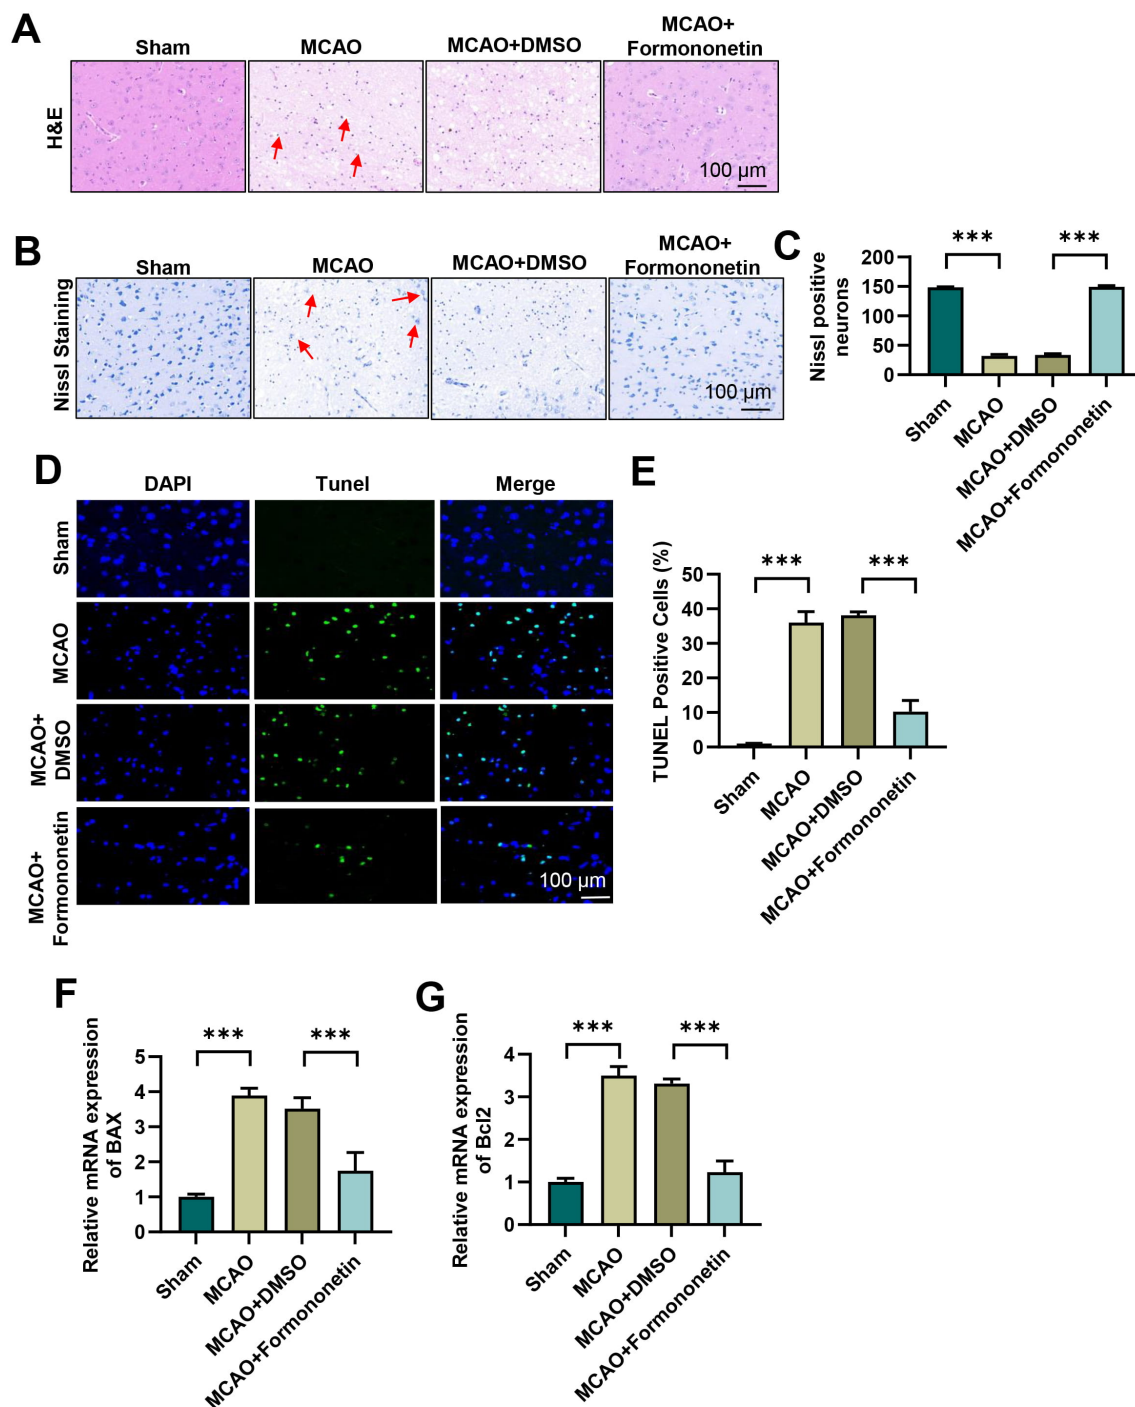 A
Sham
MCAO
MCAO+DMSO
MCAO+
Formononetin
H&E
100 µm
B
Sham
MCAO
MCAO+DMSO
MCAO+
Formononetin
Nissl Staining
100 µm
C
Nissl positive
neurons
200
150
100
50
0
***
***
Sham
MCAO
MCAO+DMSO
MCAO+Formononetin
D
DAPI
Tunel
Merge
Sham
MCAO
MCAO+
DMSO
MCAO+
Formononetin
100 µm
E
TUNEL Positive Cells (%)
50
40
30
20
10
0
***
***
Sham
MCAO
MCAO+DMSO
MCAO+Formononetin
F
Relative mRNA expression
of BAX
5
4
3
2
1
0
***
***
Sham
MCAO
MCAO+DMSO
MCAO+Formononetin
G
Relative mRNA expression
of Bcl2
4
3
2
1
0
***
***
Sham
MCAO
MCAO+DMSO
MCAO+Formononetin